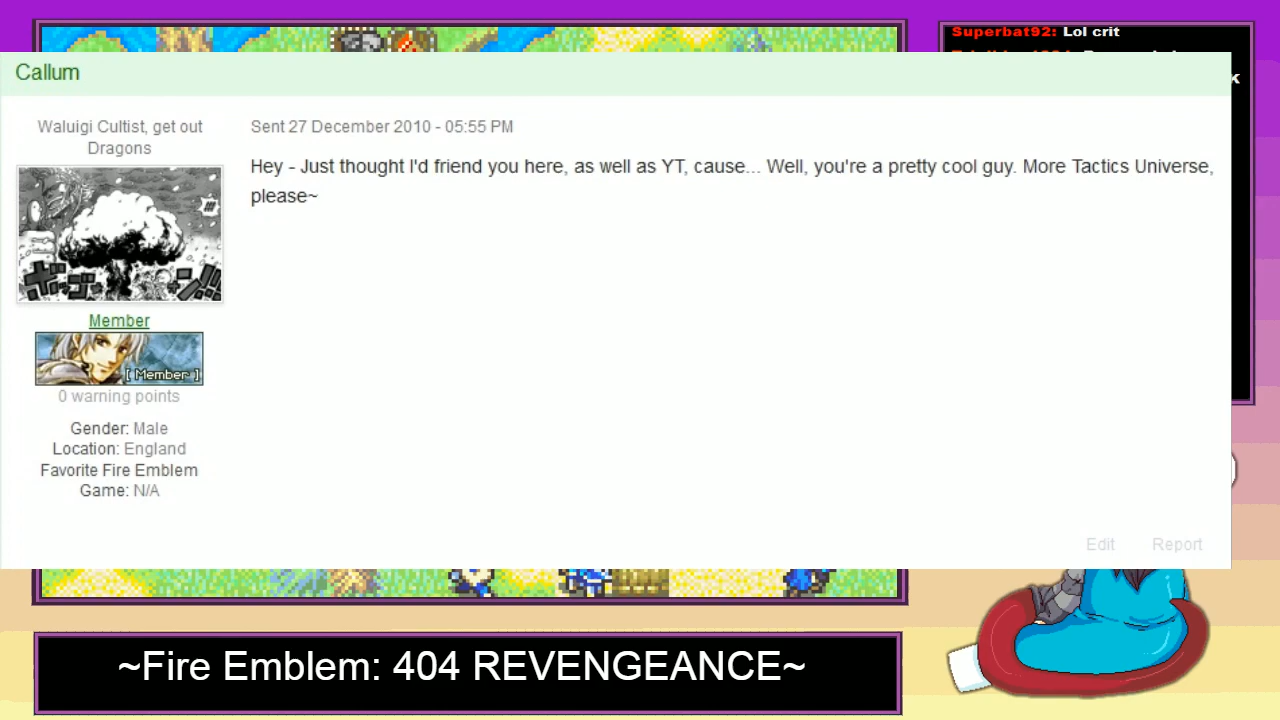 Superbat92: Lol crit
Callum
k
Waluigi Cultist, get out
Dragons
Sent 27 December 2010 - 05:55 PM
Hey - Just thought I'd friend you here, as well as YT, cause... Well, you're a pretty cool guy. More Tactics Universe,
please~
!!!
Member
[ Member ]
0 warning points
Gender: Male
Location: England
Favorite Fire Emblem
Game: N/A
Edit Report
~Fire Emblem: 404 REVENGEANCE~